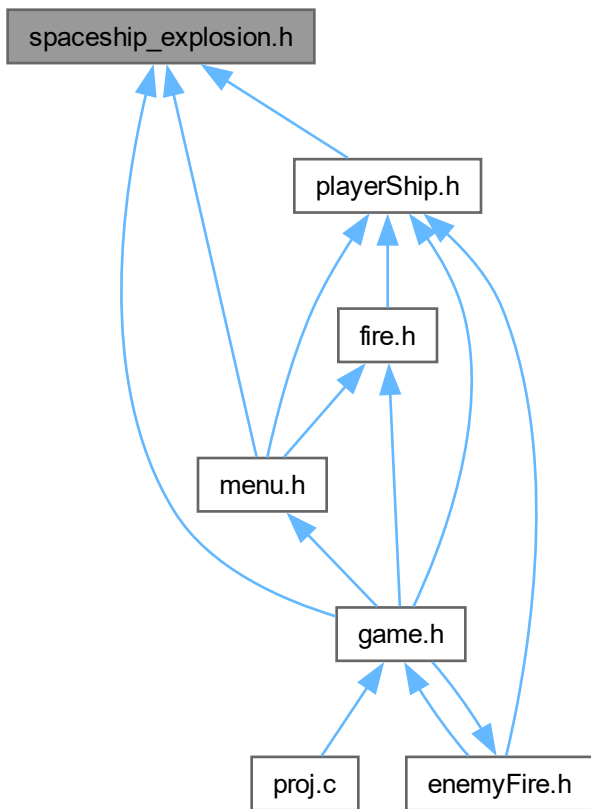 spaceship_explosion.h
playerShip.h
fire.h
menu.h
game.h
proj.c
enemyFire.h